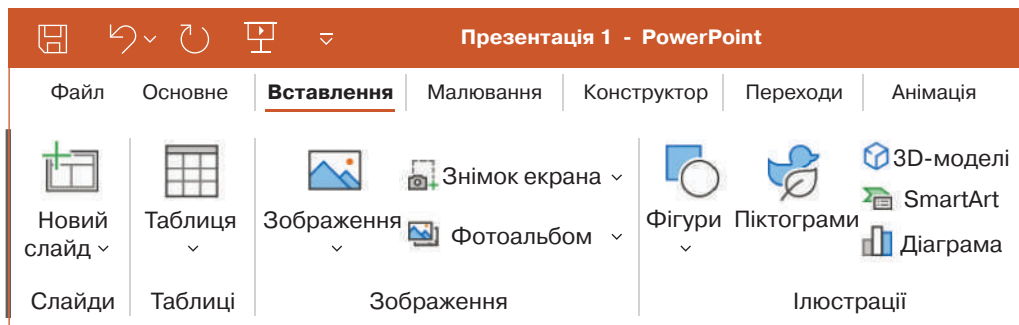 Презентація 1 - PowerPoint
Файл Основне Вставлення Малювання Конструктор Переходи Анімація
Новий слайд
Таблиця
Зображення
Знімок екрана
Фотоальбом
Фігури
Піктограми
3D-моделі
SmartArt
Діаграма
Слайди Таблиці Зображення Ілюстрації